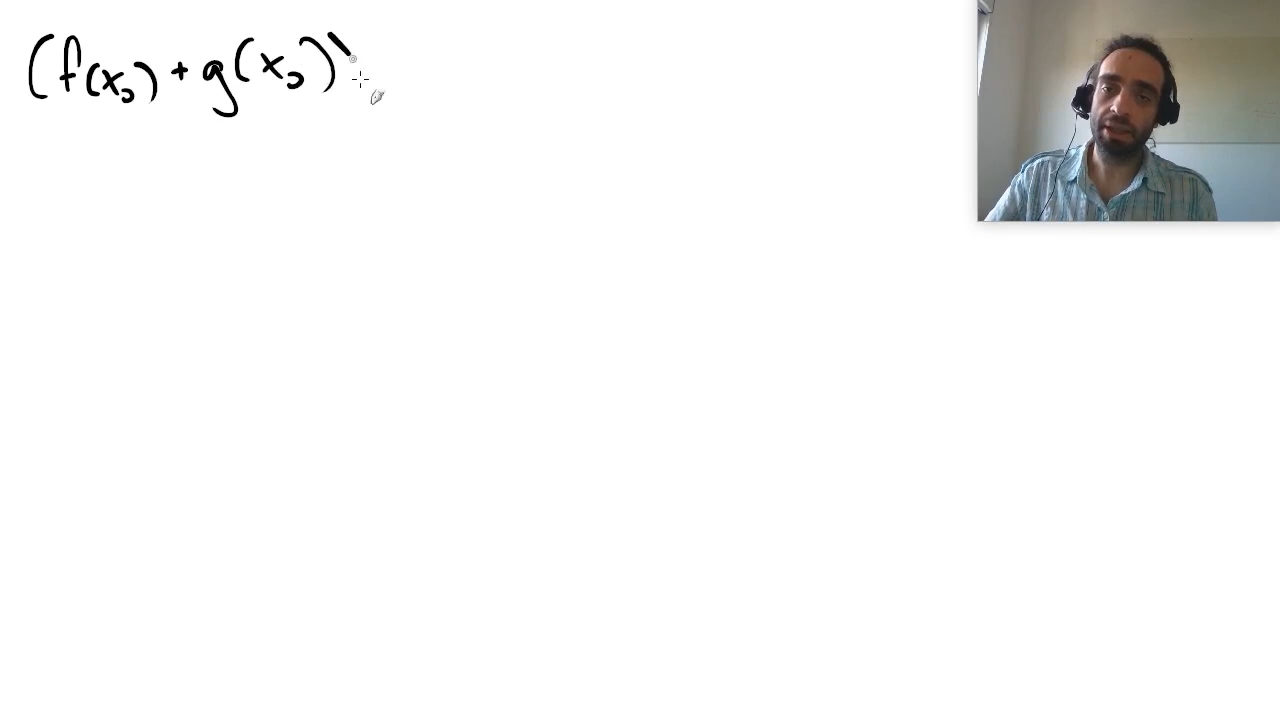 (f(x₀) + g(x₀))'